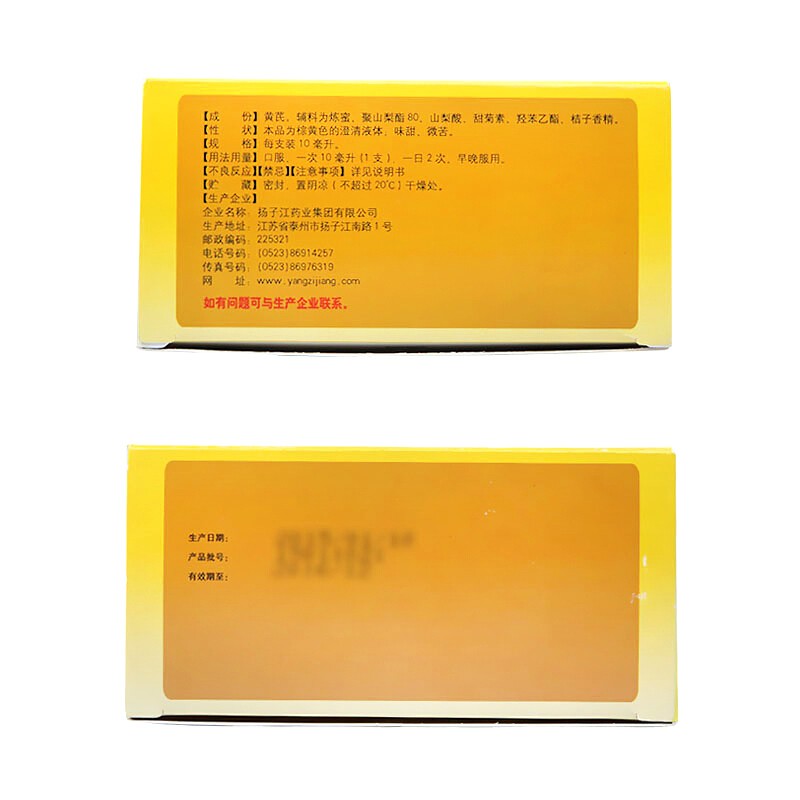 【成　份】黄芪，辅料为炼蜜、聚山梨酯80、山梨酸、甜菊素、羟苯乙酯、桔子香精。
【性　状】本品为棕黄色的澄清液体，味甜、微苦。
【规　格】每支装10毫升。
【用法用量】口服，一次10毫升(1支)，一日2次，早晚服用。
【不良反应】【禁忌】【注意事项】详见说明书
【贮　藏】密封，置阴凉(不超过20℃)干燥处。
【生产企业】
企业名称：扬子江药业集团有限公司
生产地址：江苏省泰州市扬子江南路1号
邮政编码：225321
电话号码：(0523)86914257
传真号码：(0523)86976319
网　址：www.yangzijiang.com
如有问题可与生产企业联系。
生产日期：
产品批号：
有效期至：